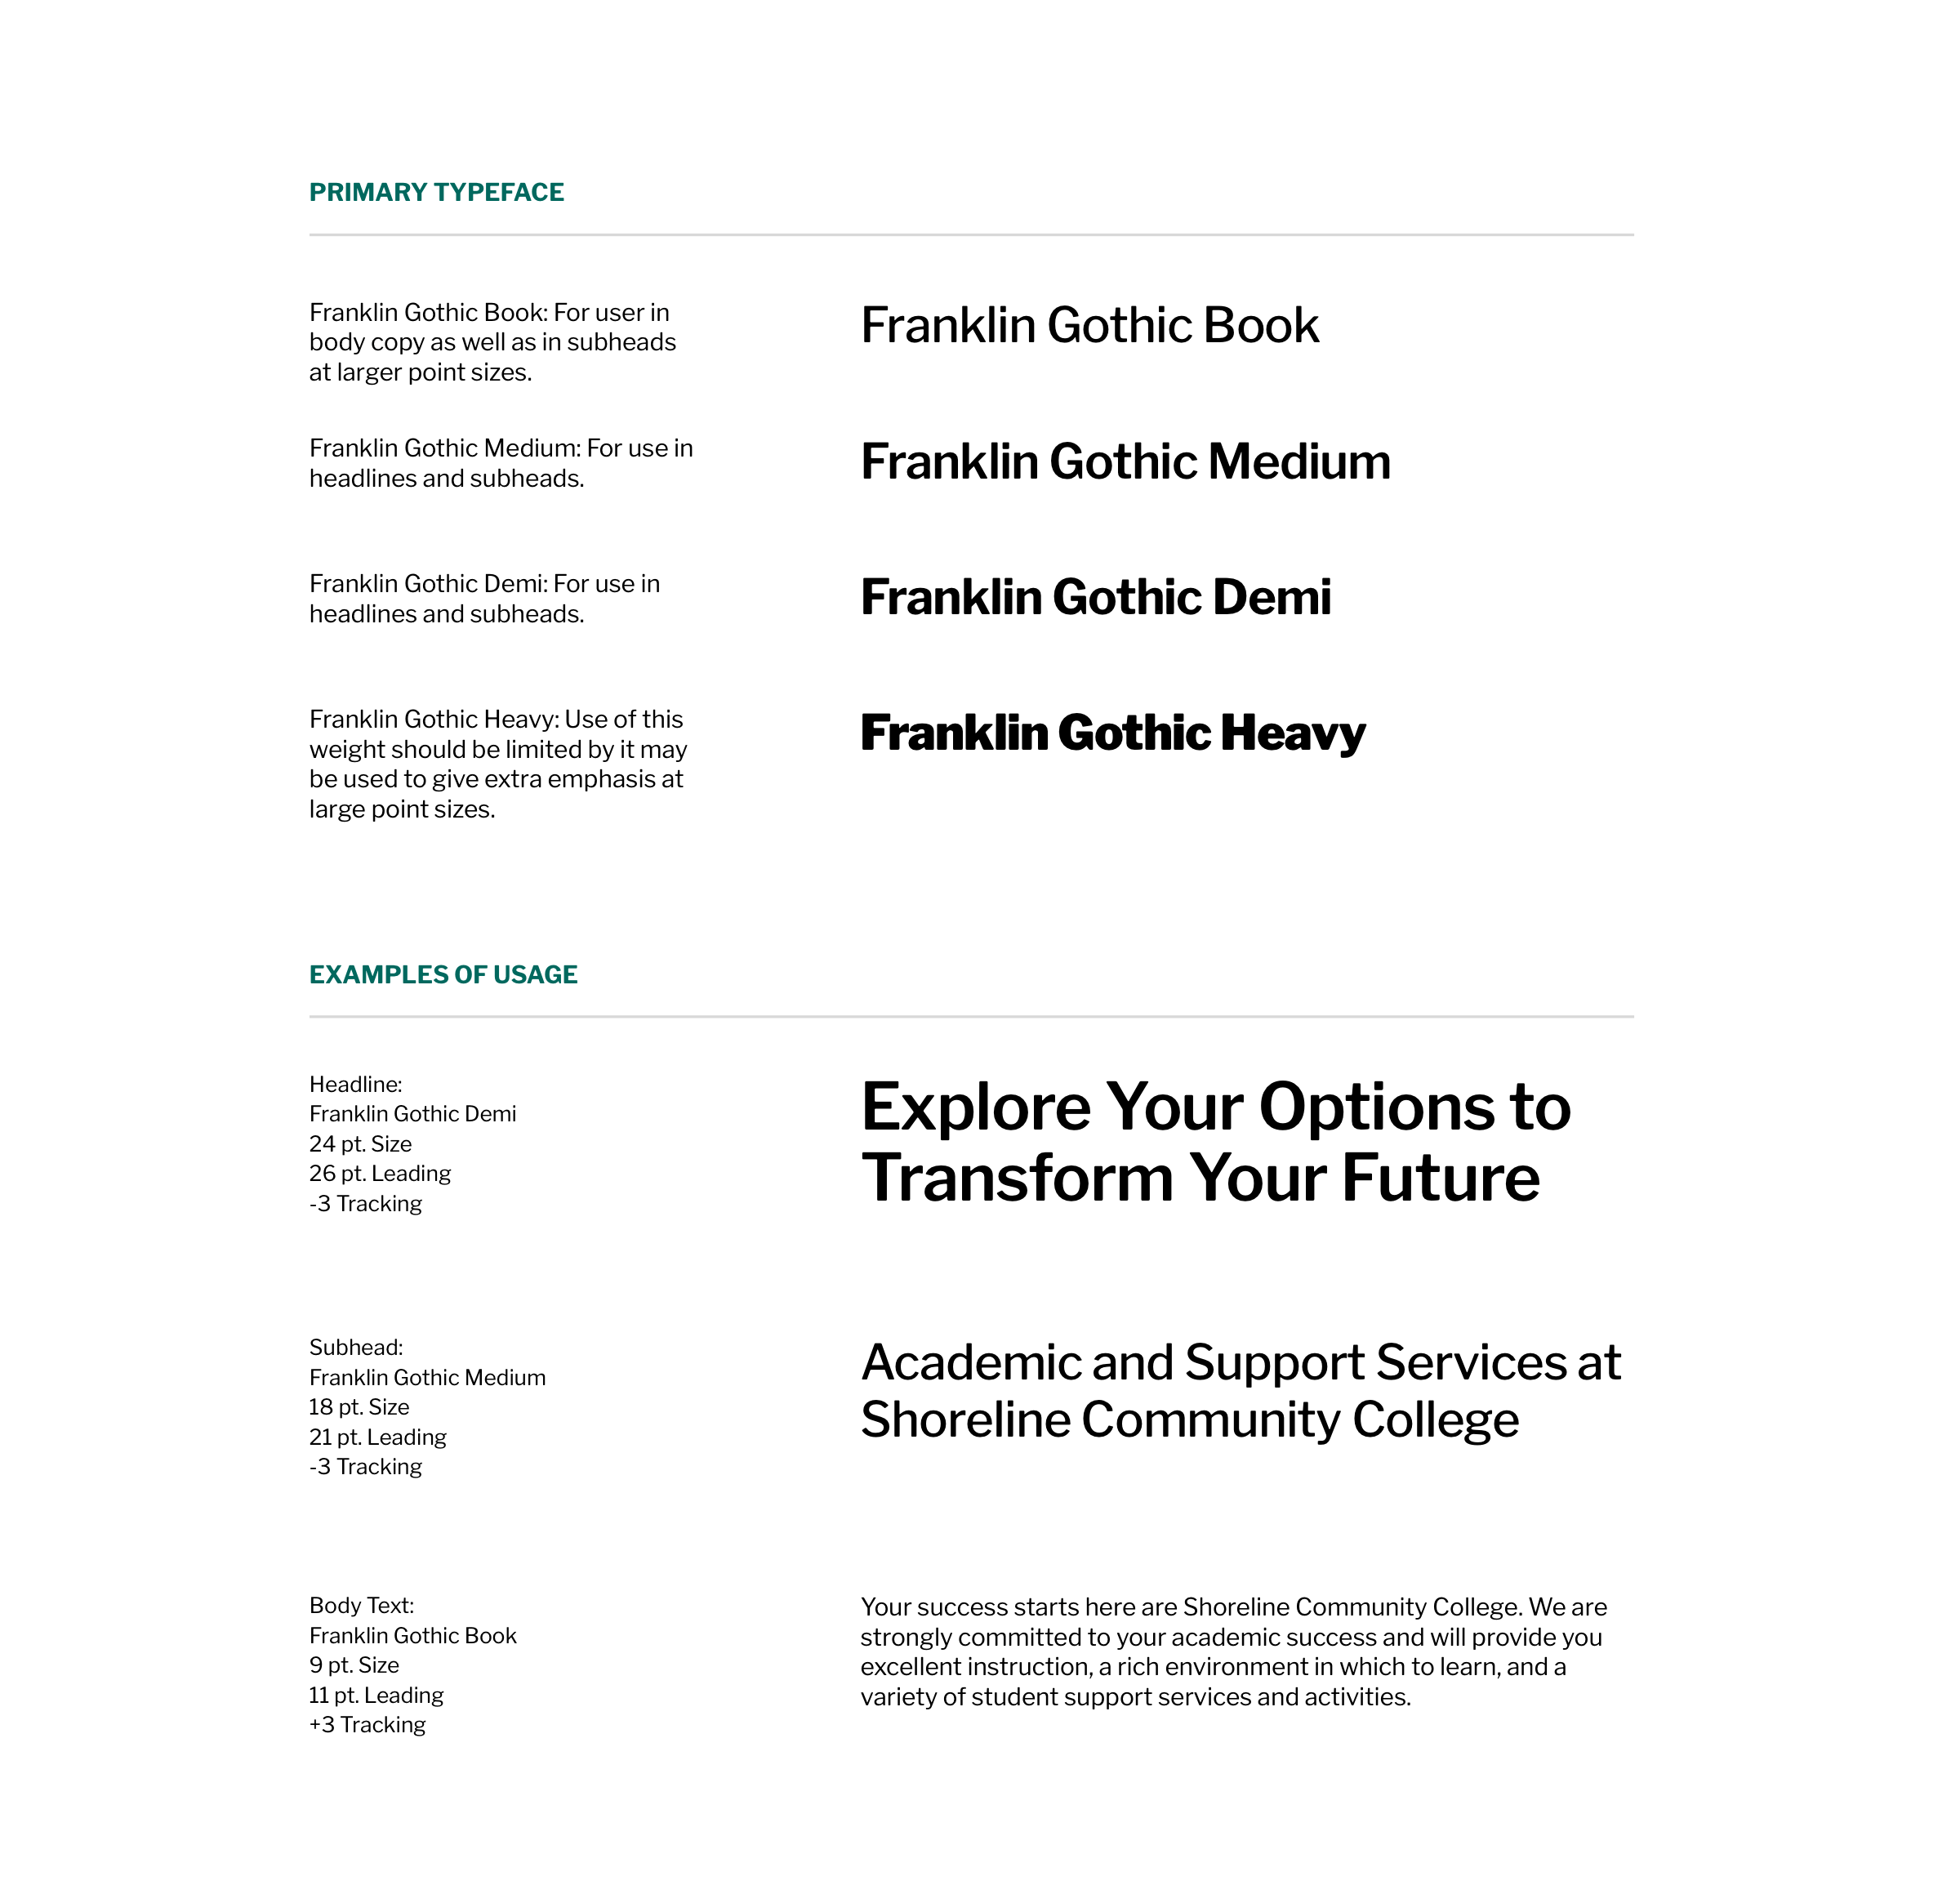 PRIMARY TYPEFACE
Franklin Gothic Book: For user in
body copy as well as in subheads
at larger point sizes.
Franklin Gothic Book
Franklin Gothic Medium: For use in
headlines and subheads.
Franklin Gothic Medium
Franklin Gothic Demi: For use in
headlines and subheads.
Franklin Gothic Demi
Franklin Gothic Heavy: Use of this
weight should be limited by it may
be used to give extra emphasis at
large point sizes.
Franklin Gothic Heavy
EXAMPLES OF USAGE
Headline:
Franklin Gothic Demi
24 pt. Size
26 pt. Leading
-3 Tracking
Explore Your Options to
Transform Your Future
Subhead:
Franklin Gothic Medium
18 pt. Size
21 pt. Leading
-3 Tracking
Academic and Support Services at
Shoreline Community College
Body Text:
Franklin Gothic Book
9 pt. Size
11 pt. Leading
+3 Tracking
Your success starts here are Shoreline Community College. We are
strongly committed to your academic success and will provide you
excellent instruction, a rich environment in which to learn, and a
variety of student support services and activities.